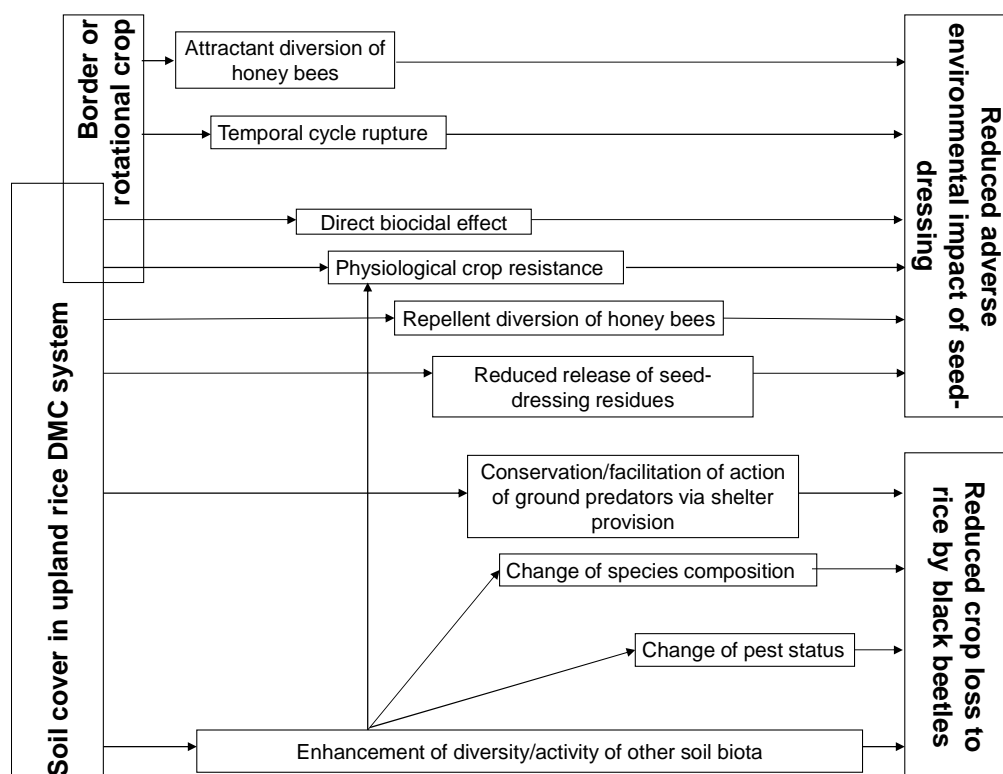 Border or
rotational crop
Attractant diversion of
honey bees
Temporal cycle rupture
Direct biocidal effect
Physiological crop resistance
Repellent diversion of honey bees
Reduced release of seed-
dressing residues
Conservation/facilitation of action
of ground predators via shelter
provision
Change of species composition
Change of pest status
Enhancement of diversity/activity of other soil biota
Soil cover in upland rice DMC system
Reduced adverse
environmental impact of seed-
dressing
Reduced crop loss to
rice by black beetles